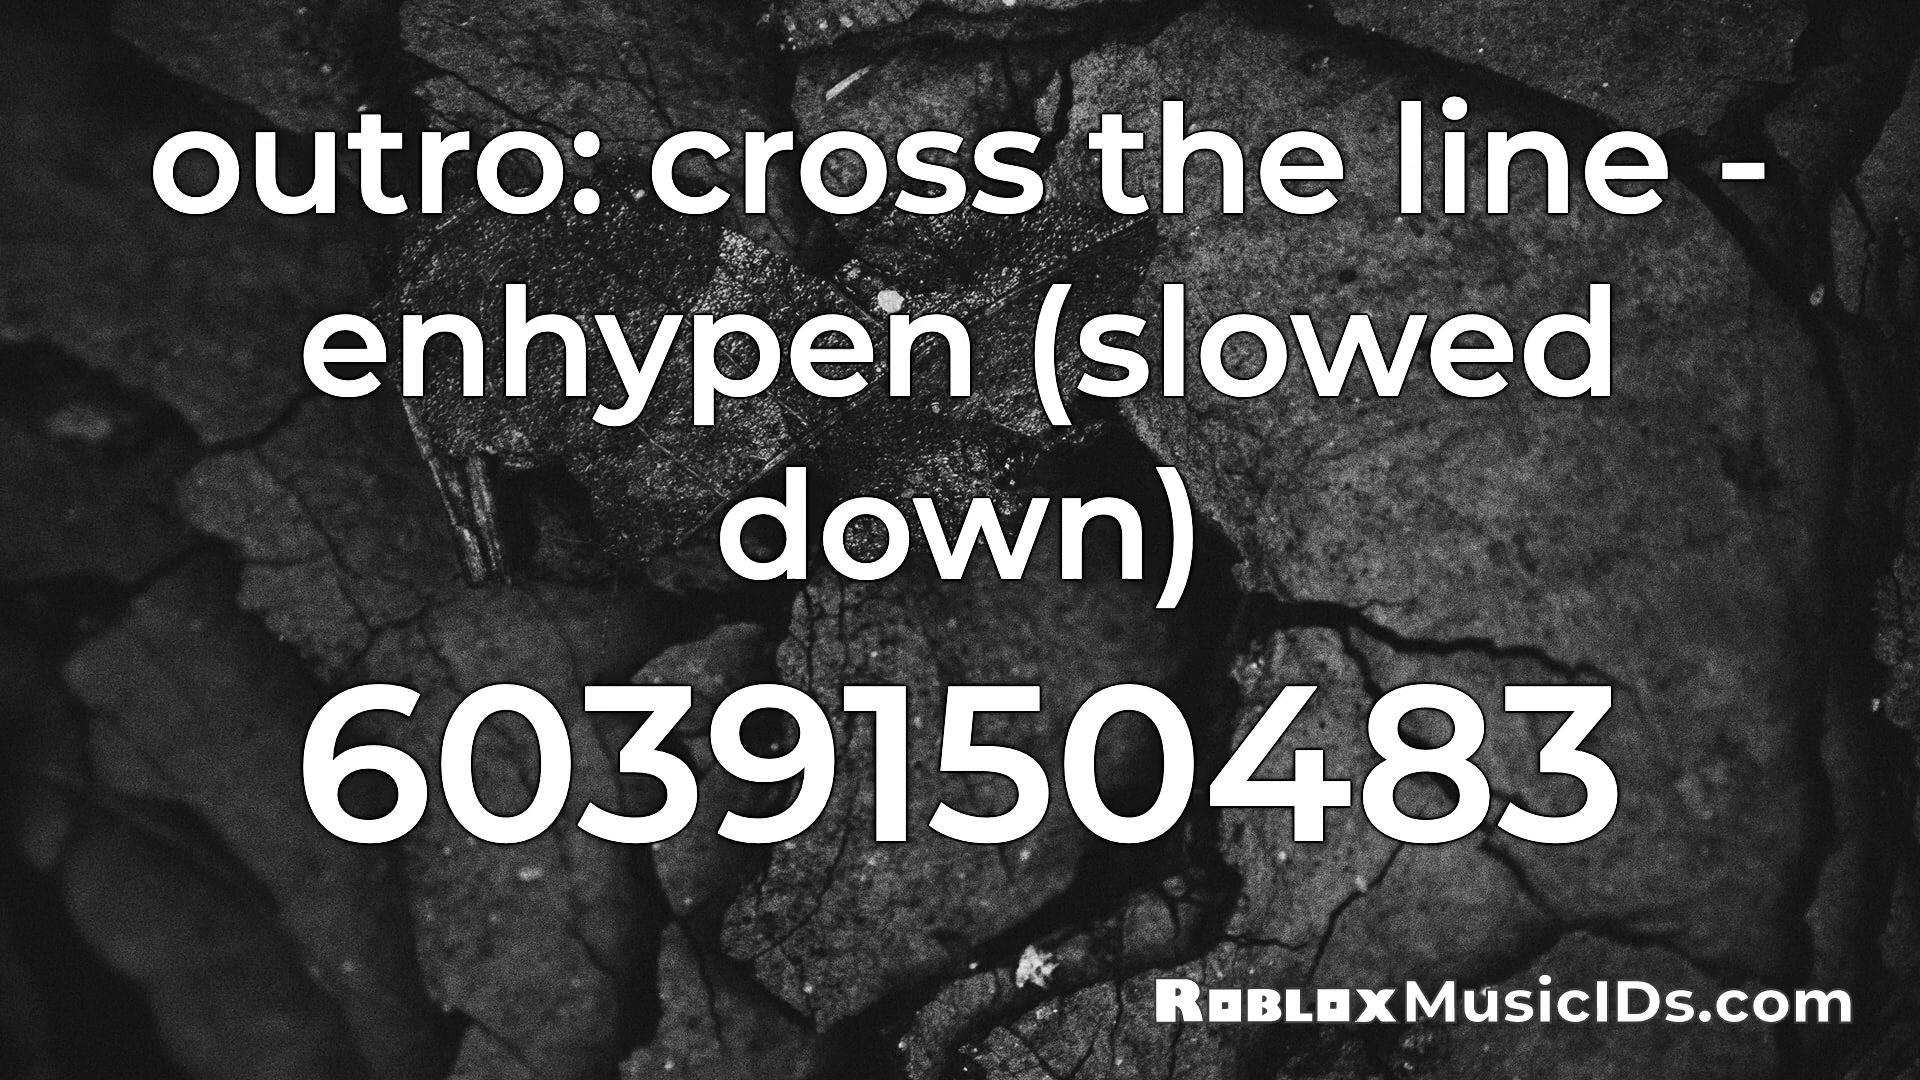 outro: cross the line -
enhypen (slowed
down)
6039150483
ROBLOXMusicIDs.com